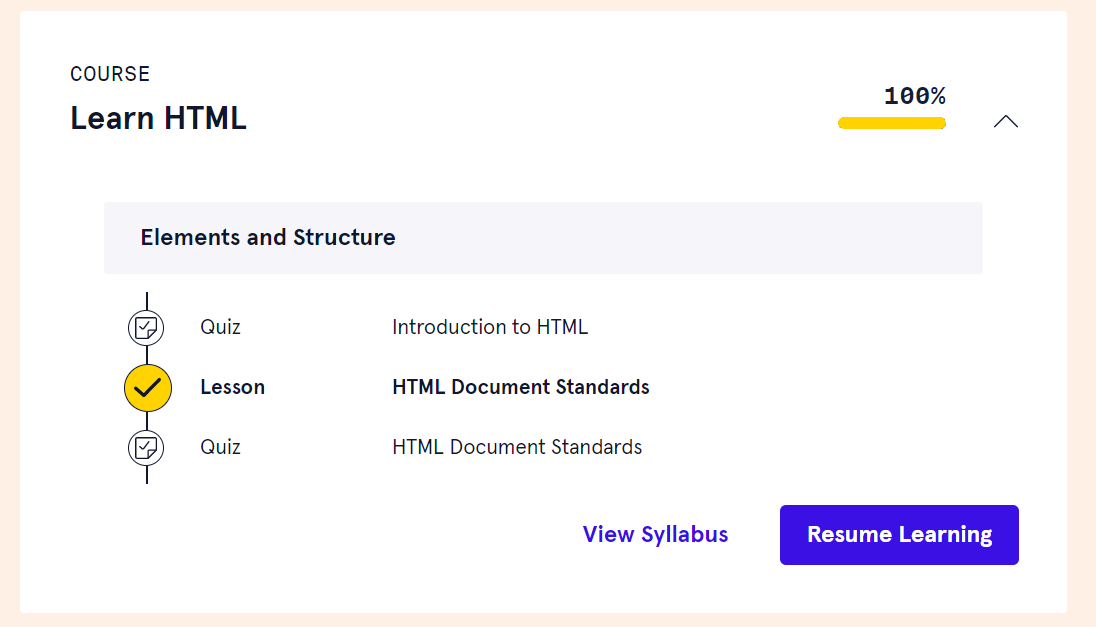 COURSE
Learn HTML
100%
Elements and Structure
Quiz Introduction to HTML
Lesson HTML Document Standards
Quiz HTML Document Standards
View Syllabus Resume Learning